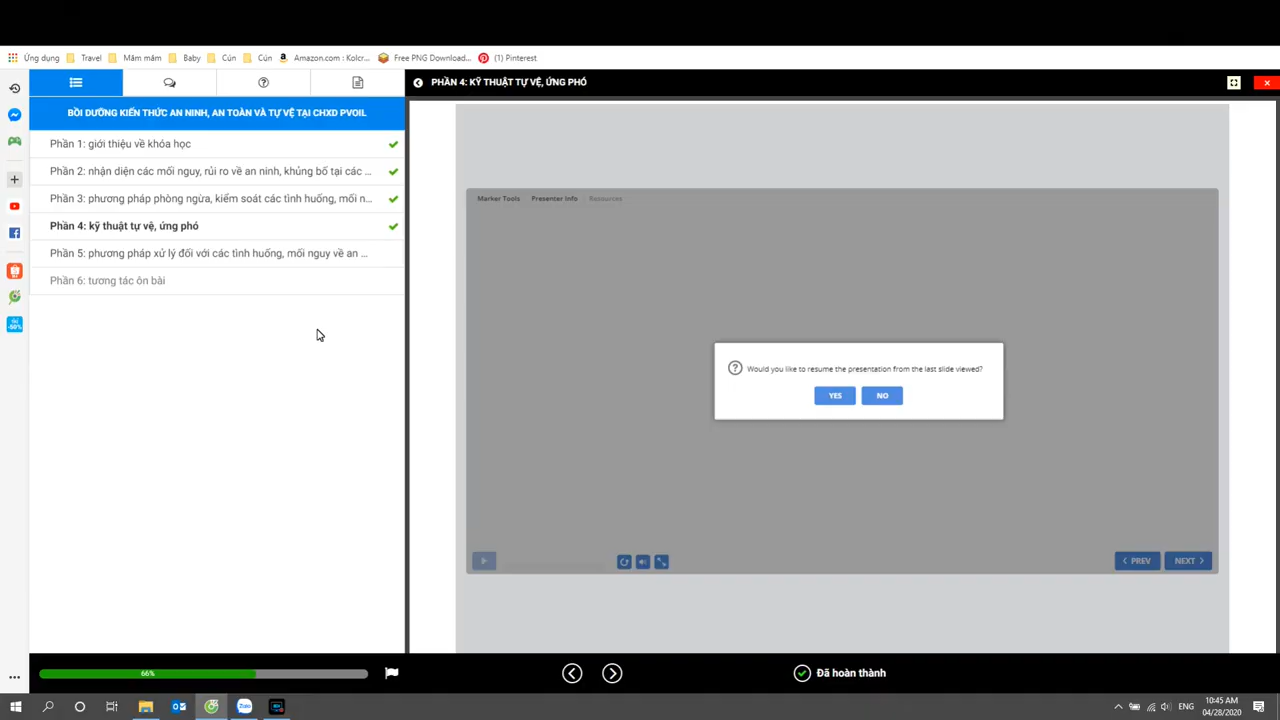 Ứng dụng
Travel
Măm măm
Baby
Cún
Cún
Amazon.com : Kolcr...
Free PNG Download...
(1) Pinterest
PHẦN 4: KỸ THUẬT TỰ VỆ, ỨNG PHÓ
BỒI DƯỠNG KIẾN THỨC AN NINH, AN TOÀN VÀ TỰ VỆ TẠI CHXD PVOIL
Phần 1: giới thiệu về khóa học
Phần 2: nhận diện các mối nguy, rủi ro về an ninh, khủng bố tại các ...
Phần 3: phương pháp phòng ngừa, kiểm soát các tình huống, mối n...
Phần 4: kỹ thuật tự vệ, ứng phó
Phần 5: phương pháp xử lý đối với các tình huống, mối nguy về an ...
Phần 6: tương tác ôn bài
Marker Tools
Presenter Info
Resources
Would you like to resume the presentation from the last slide viewed?
YES
NO
PREV
NEXT
66%
Đã hoàn thành
Zalo
ENG
10:45 AM
04/28/2020